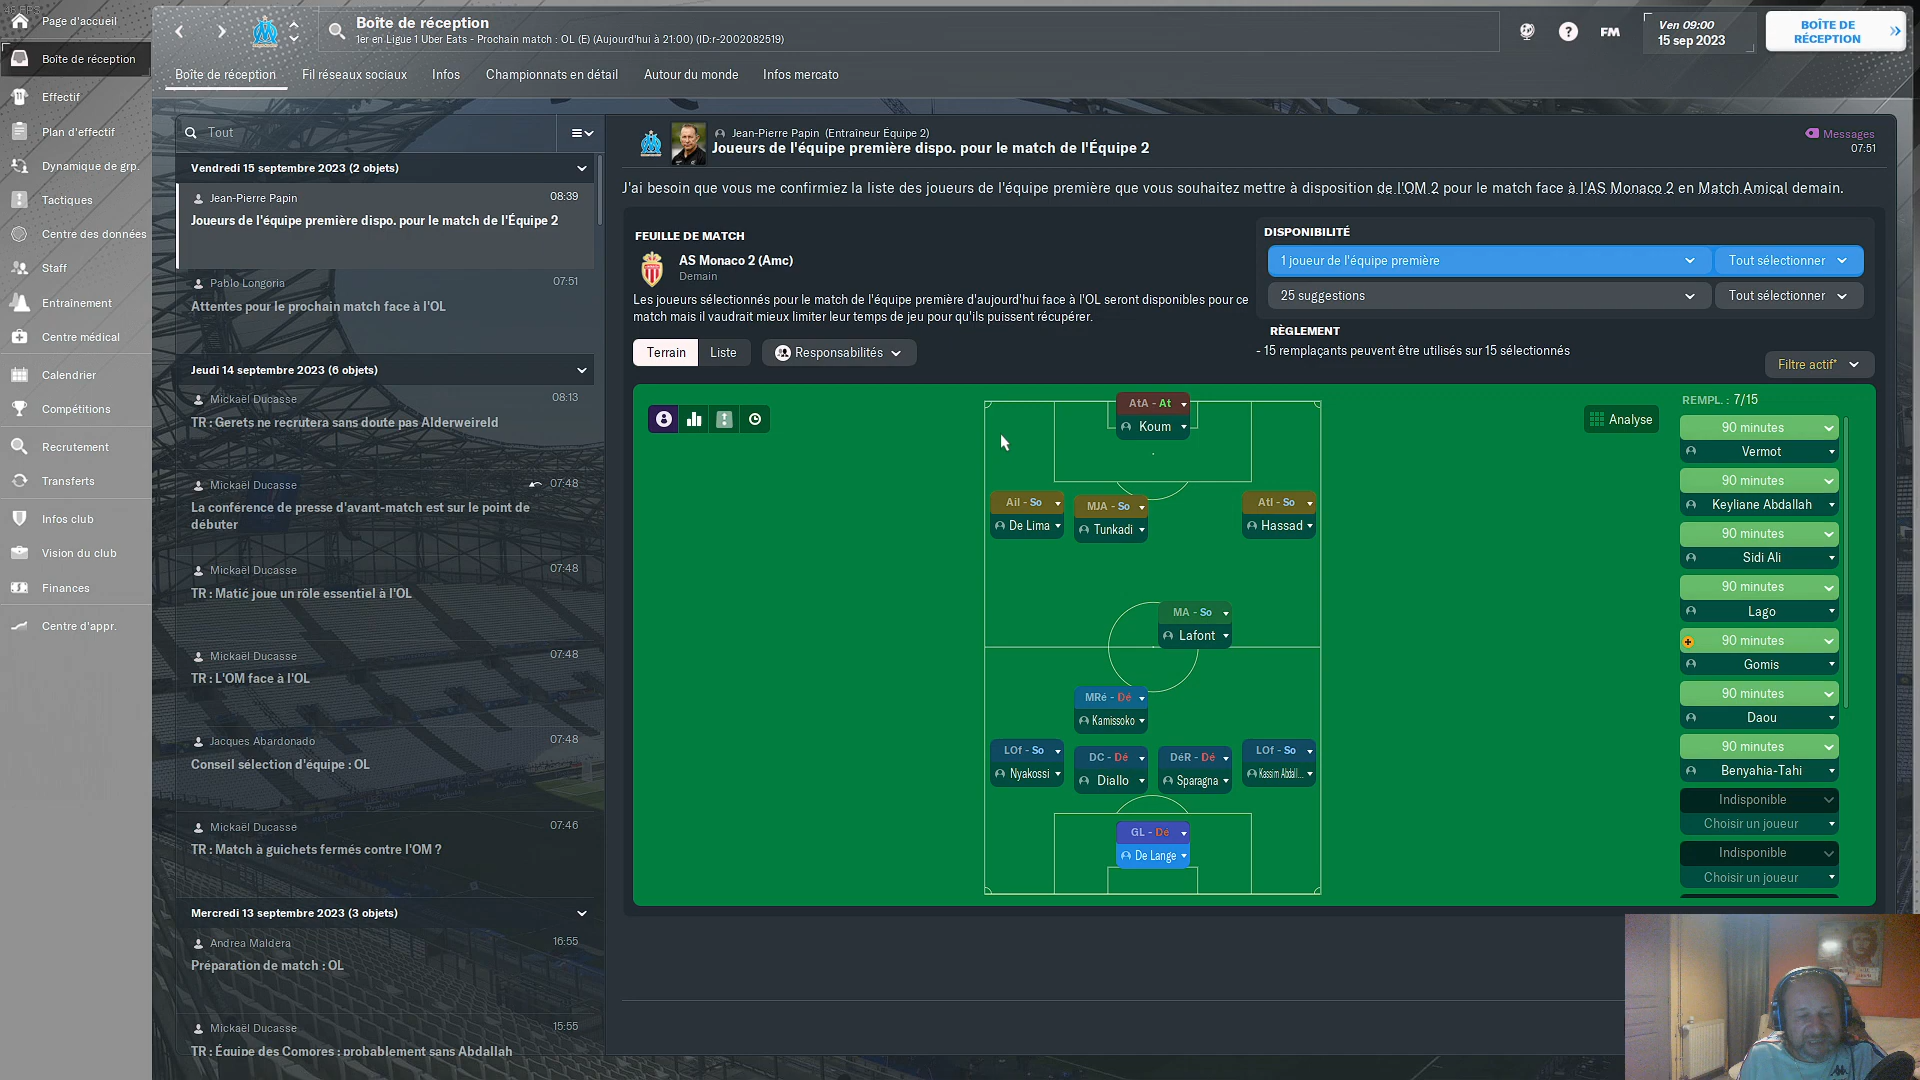 Page d'accueil
Boîte de réception
Effectif
Plan d'effectif
Dynamique de grp.
Tactiques
Centre des données
Staff
Entraînement
Centre médical
Calendrier
Compétitions
Recrutement
Transferts
Infos club
Vision du club
Finances
Centre d'appr.
Boîte de réception
1er en Ligue 1 Uber Eats - Prochain match : OL (E) (Aujourd'hui à 21:00) (ID:r-2002082519)
FM
Ven 09:00
15 sep 2023
BOÎTE DE
RÉCEPTION
Boîte de réception
Fil réseaux sociaux
Infos
Championnats en détail
Autour du monde
Infos mercato
Tout
Vendredi 15 septembre 2023 (2 objets)
Jean-Pierre Papin 08:39
Joueurs de l'équipe première dispo. pour le match de l'Équipe 2
Pablo Longoria 07:51
Attentes pour le prochain match face à l'OL
Jeudi 14 septembre 2023 (6 objets)
Mickaël Ducasse 08:13
TR : Gerets ne recrutera sans doute pas Alderweireld
Mickaël Ducasse 07:48
La conférence de presse d'avant-match est sur le point de
débuter
Mickaël Ducasse 07:48
TR : Matić joue un rôle essentiel à l'OL
Mickaël Ducasse 07:48
TR : L'OM face à l'OL
Jacques Abardonado 07:48
Conseil sélection d'équipe : OL
Mickaël Ducasse 07:46
TR : Match à guichets fermés contre l'OM ?
Mercredi 13 septembre 2023 (3 objets)
Andrea Maldera 16:55
Préparation de match : OL
Mickaël Ducasse 15:55
TR : Équipe des Comores : probablement sans Abdallah
Jean-Pierre Papin (Entraîneur Équipe 2)
Joueurs de l'équipe première dispo. pour le match de l'Équipe 2
Messages
07:51
J'ai besoin que vous me confirmiez la liste des joueurs de l'équipe première que vous souhaitez mettre à disposition de l'OM 2 pour le match face à l'AS Monaco 2 en Match Amical demain.
FEUILLE DE MATCH
AS Monaco 2 (Amc)
Demain
Les joueurs sélectionnés pour le match de l'équipe première d'aujourd'hui face à l'OL seront disponibles pour ce
match mais il vaudrait mieux limiter leur temps de jeu pour qu'ils puissent récupérer.
DISPONIBILITÉ
1 joueur de l'équipe première
Tout sélectionner
25 suggestions
Tout sélectionner
RÈGLEMENT
- 15 remplaçants peuvent être utilisés sur 15 sélectionnés
Terrain
Liste
Responsabilités
Filtre actif*
Analyse
AtA - At
Koum
Ail - So
De Lima
MJA - So
Tunkadi
AtI - So
Hassad
MA - So
Lafont
MRé - Dé
Kamissoko
LOf - So
Nyakossi
DC - Dé
Diallo
DéR - Dé
Sparagna
LOf - So
Kassim Abdall...
GL - Dé
De Lange
REMPL. : 7/15
90 minutes
Vermot
90 minutes
Keyliane Abdallah
90 minutes
Sidi Ali
90 minutes
Lago
90 minutes
Gomis
90 minutes
Daou
90 minutes
Benyahia-Tahi
Indisponible
Choisir un joueur
Indisponible
Choisir un joueur